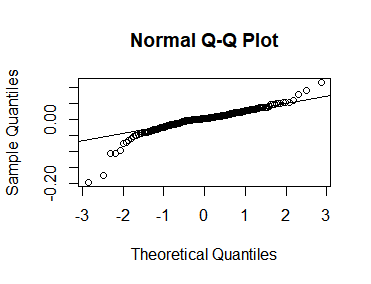 Normal Q-Q Plot
Sample Quantiles
0.00
-0.20
-3 -2 -1 0 1 2 3
Theoretical Quantiles